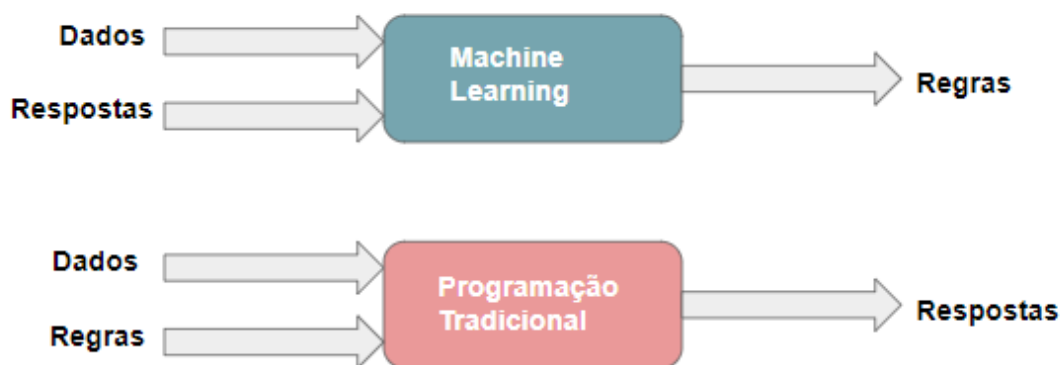 Dados
Respostas
Machine
Learning
Regras
Dados
Regras
Programação
Tradicional
Respostas